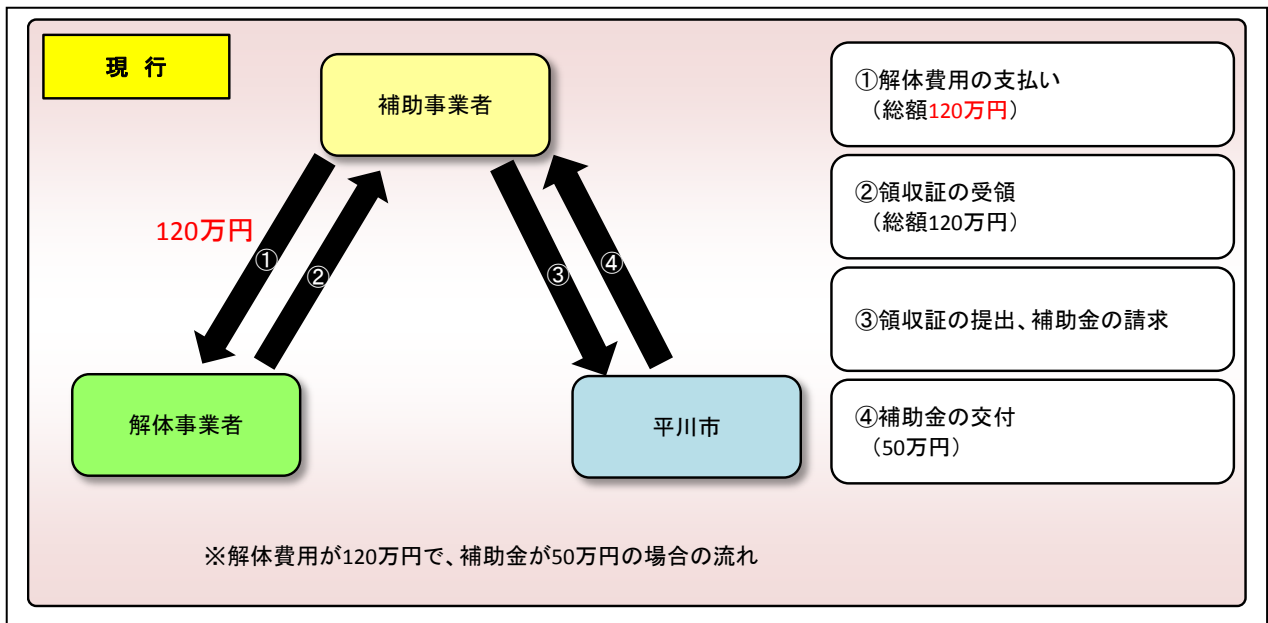 現 行
補助事業者
120万円
①
②
③
④
解体事業者
平川市
①解体費用の支払い
（総額120万円）
②領収証の受領
（総額120万円）
③領収証の提出、補助金の請求
④補助金の交付
（50万円）
※解体費用が120万円で、補助金が50万円の場合の流れ